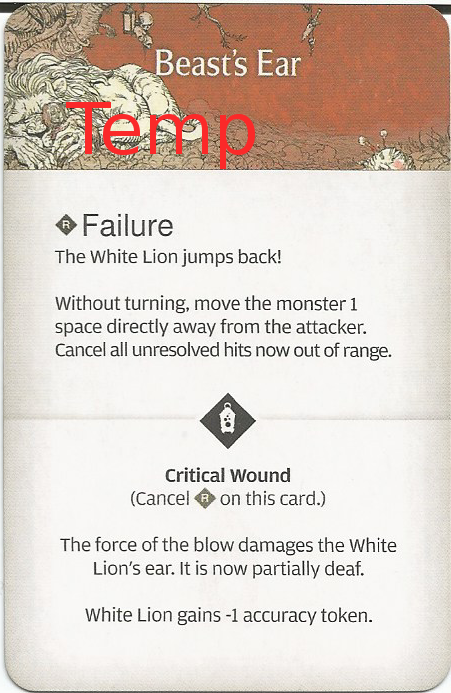 Beast's Ear
Temp
R Failure
The White Lion jumps back!
Without turning, move the monster 1
space directly away from the attacker.
Cancel all unresolved hits now out of range.
Critical Wound
(Cancel R on this card.)
The force of the blow damages the White
Lion's ear. It is now partially deaf.
White Lion gains -1 accuracy token.